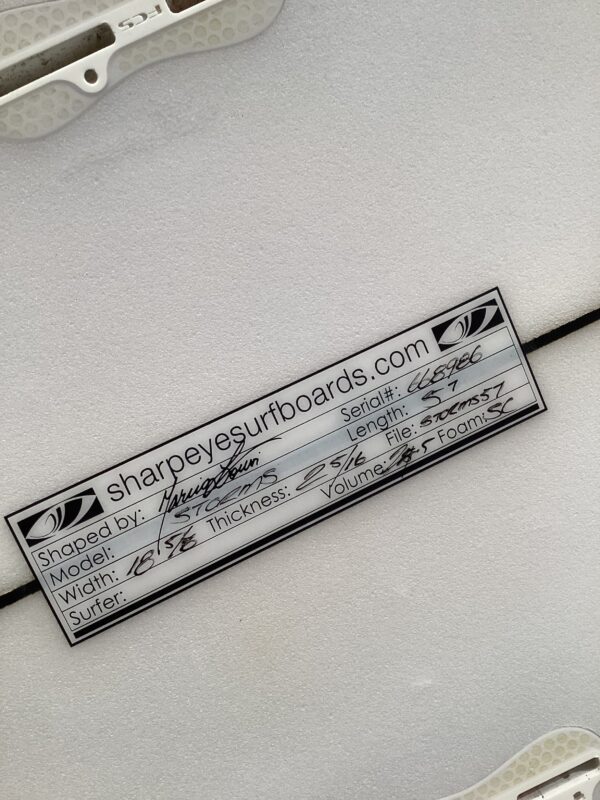 FCS
sharpeyesurfboards.com
Shaped by: Serial#: 668986
Model: STORMS Length: 5 7
Width: 18 5/8 Thickness: 2 5/16 File: STORMS57
Surfer: Volume: Foam: SC